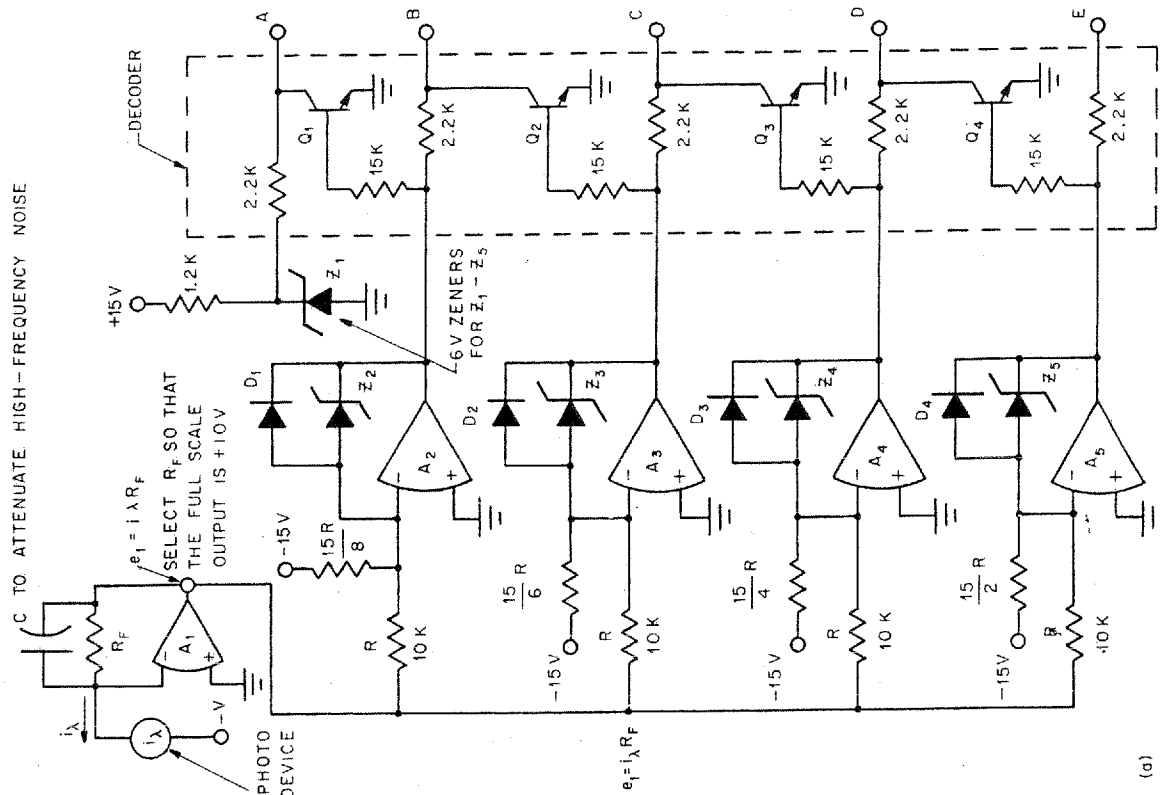 C TO ATTENUATE HIGH-FREQUENCY NOISE
DECODER
iλ
iλ
-V
PHOTO
DEVICE
RF
A1
-
+
e1 = iλRF
SELECT RF SO THAT
THE FULL SCALE
OUTPUT IS +10V
+15V
1.2K
Z1
6V ZENERS
FOR Z1 - Z5
2.2K
Q1
15K
A
-15V
15R
8
R
10K
D1
Z2
A2
-
+
2.2K
B
Q2
15K
15
6
R
-15V
R
10K
D2
Z3
A3
-
+
2.2K
C
Q3
15K
e1=iλRF
15
4
R
-15V
R
10K
D3
Z4
A4
-
+
2.2K
D
Q4
15K
15
2
R
-15V
R
10K
D4
Z5
A5
-
+
2.2K
E
(a)